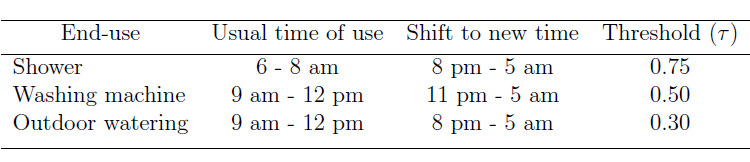 End-use Usual time of use Shift to new time Threshold (τ)
Shower 6 - 8 am 8 pm - 5 am 0.75
Washing machine 9 am - 12 pm 11 pm - 5 am 0.50
Outdoor watering 9 am - 12 pm 8 pm - 5 am 0.30